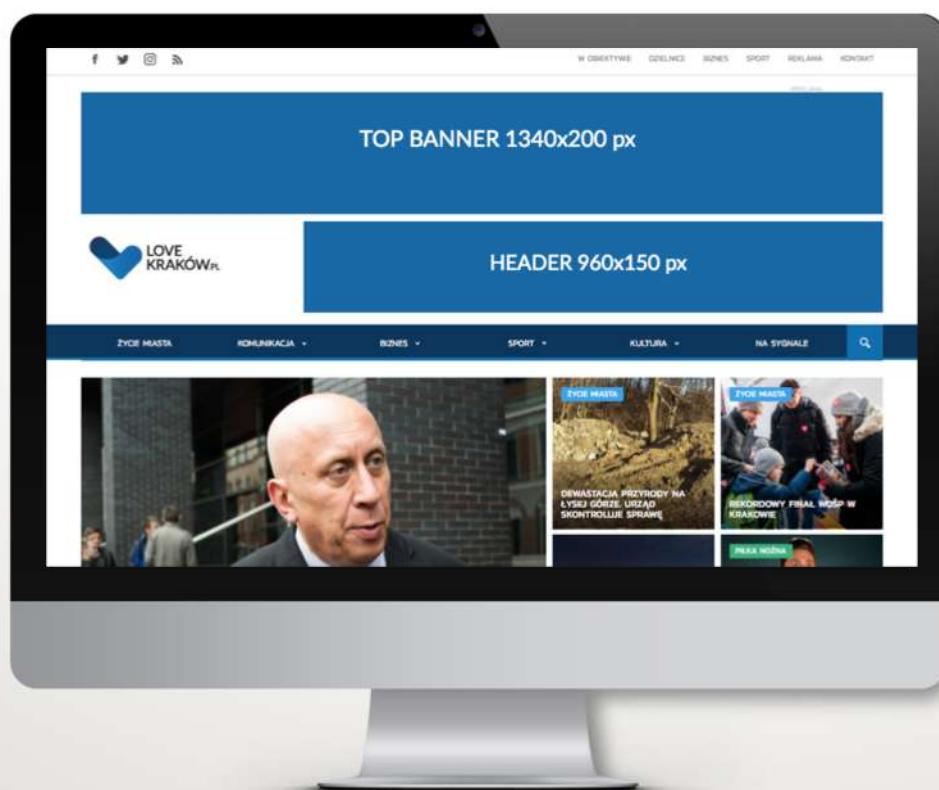 W OBIEKTYWIE DZIELNICE BIZNES SPORT REKLAMA KONTAKT
REKLAMA
TOP BANNER 1340x200 px
LOVE
KRAKÓW.PL
HEADER 960x150 px
ŻYCIE MIASTA KOMUNIKACJA BIZNES SPORT KULTURA NA SYGNALE
ŻYCIE MIASTA
DEWASTACJA PRZYRODY NA
ŁYSEJ GÓRZE. URZĄD
SKONTROLUJE SPRAWĘ
ŻYCIE MIASTA
REKORDOWY FINAŁ WOŚP W
KRAKOWIE
PIŁKA NOŻNA